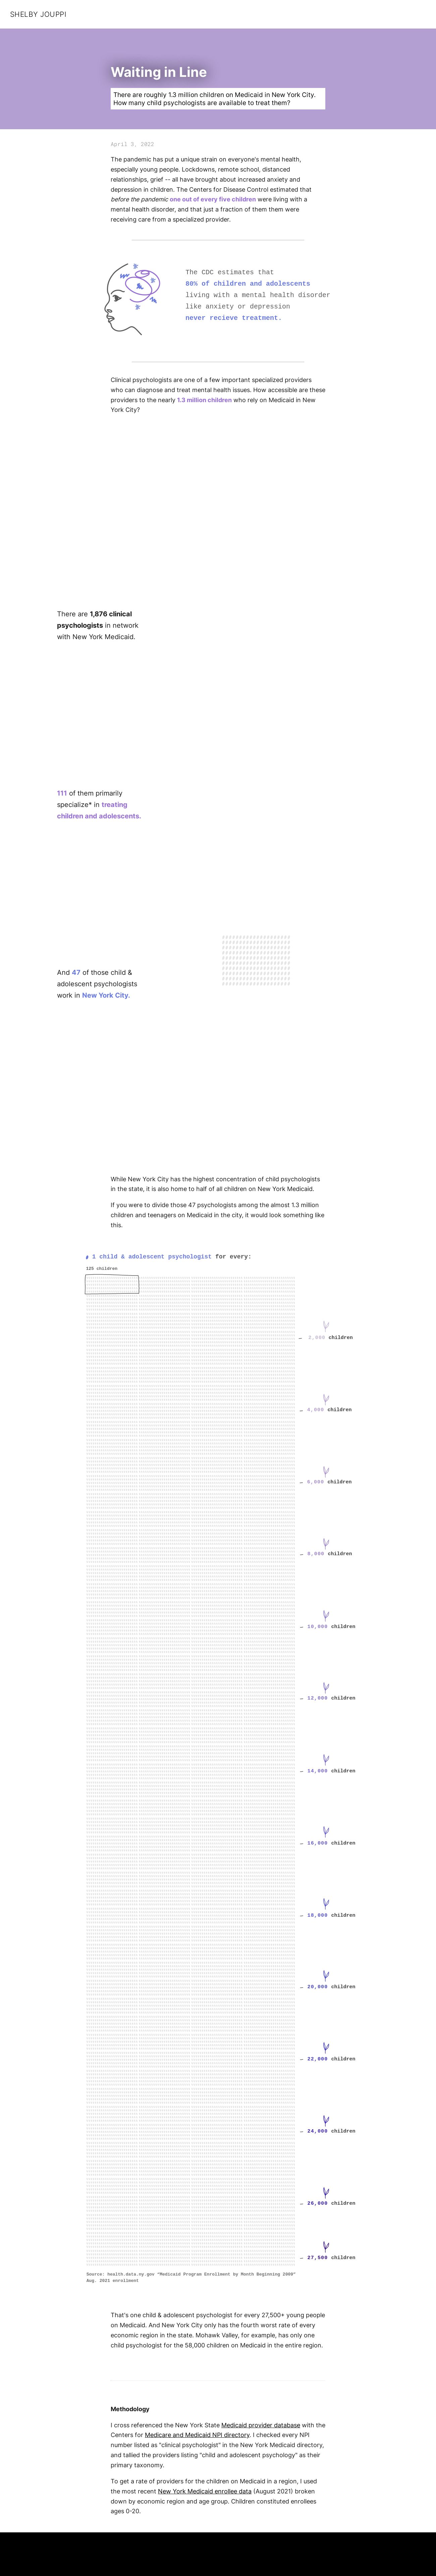 SHELBY JOUPPI
Waiting in Line
There are roughly 1.3 million children on Medicaid in New York City.
How many child psychologists are available to treat them?
April 3, 2022
The pandemic has put a unique strain on everyone's mental health,
especially young people. Lockdowns, remote school, distanced
relationships, grief -- all have brought about increased anxiety and
depression in children. The Centers for Disease Control estimated that
before the pandemic one out of every five children were living with a
mental health disorder, and that just a fraction of them them were
receiving care from a specialized provider.
The CDC estimates that
80% of children and adolescents
living with a mental health disorder
like anxiety or depression
never recieve treatment.
Clinical psychologists are one of a few important specialized providers
who can diagnose and treat mental health issues. How accessible are these
providers to the nearly 1.3 million children who rely on Medicaid in New
York City?
There are 1,876 clinical
psychologists in network
with New York Medicaid.
111 of them primarily
specialize* in treating
children and adolescents.
And 47 of those child &
adolescent psychologists
work in New York City.
While New York City has the highest concentration of child psychologists
in the state, it is also home to half of all children on New York Medicaid.
If you were to divide those 47 psychologists among the almost 1.3 million
children and teenagers on Medicaid in the city, it would look something like
this.
1 child & adolescent psychologist for every:
125 children
← 2,000 children
← 4,000 children
← 6,000 children
← 8,000 children
← 10,000 children
← 12,000 children
← 14,000 children
← 16,000 children
← 18,000 children
← 20,000 children
← 22,000 children
← 24,000 children
← 26,000 children
← 27,500 children
Source: health.data.ny.gov "Medicaid Program Enrollment by Month Beginning 2009"
Aug. 2021 enrollment
That's one child & adolescent psychologist for every 27,500+ young people
on Medicaid. And New York City only has the fourth worst rate of every
economic region in the state. Mohawk Valley, for example, has only one
child psychologist for the 58,000 children on Medicaid in the entire region.
Methodology
I cross referenced the New York State Medicaid provider database with the
Centers for Medicare and Medicaid NPI directory. I checked every NPI
number listed as "clinical psychologist" in the New York Medicaid directory,
and tallied the providers listing "child and adolescent psychology" as their
primary taxonomy.
To get a rate of providers for the children on Medicaid in a region, I used
the most recent New York Medicaid enrollee data (August 2021) broken
down by economic region and age group. Children constituted enrollees
ages 0-20.